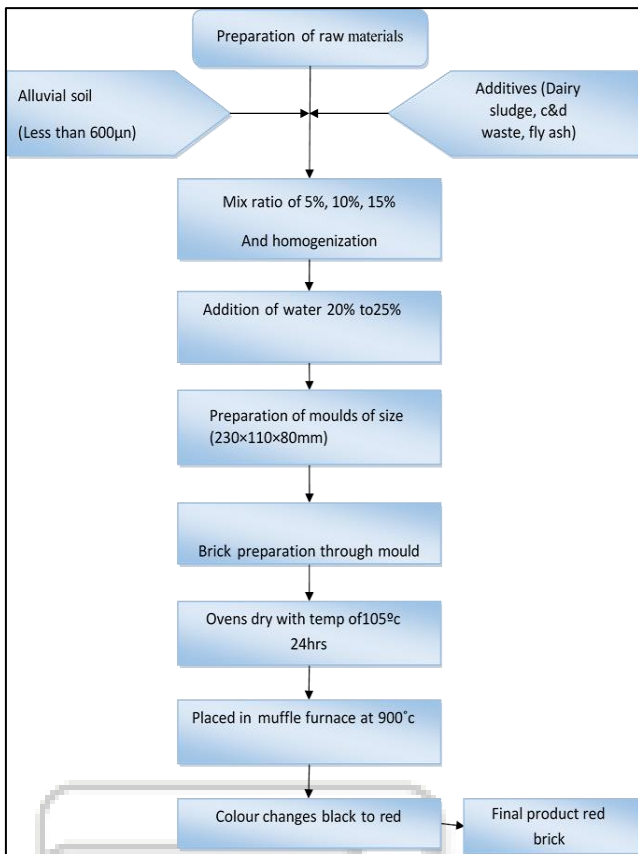 Preparation of raw materials
Alluvial soil
(Less than 600µn)
Additives (Dairy
sludge, c&d
waste, fly ash)
Mix ratio of 5%, 10%, 15%
And homogenization
Addition of water 20% to25%
Preparation of moulds of size
(230×110×80mm)
Brick preparation through mould
Ovens dry with temp of105ºc
24hrs
Placed in muffle furnace at 900˚c
Colour changes black to red
Final product red
brick